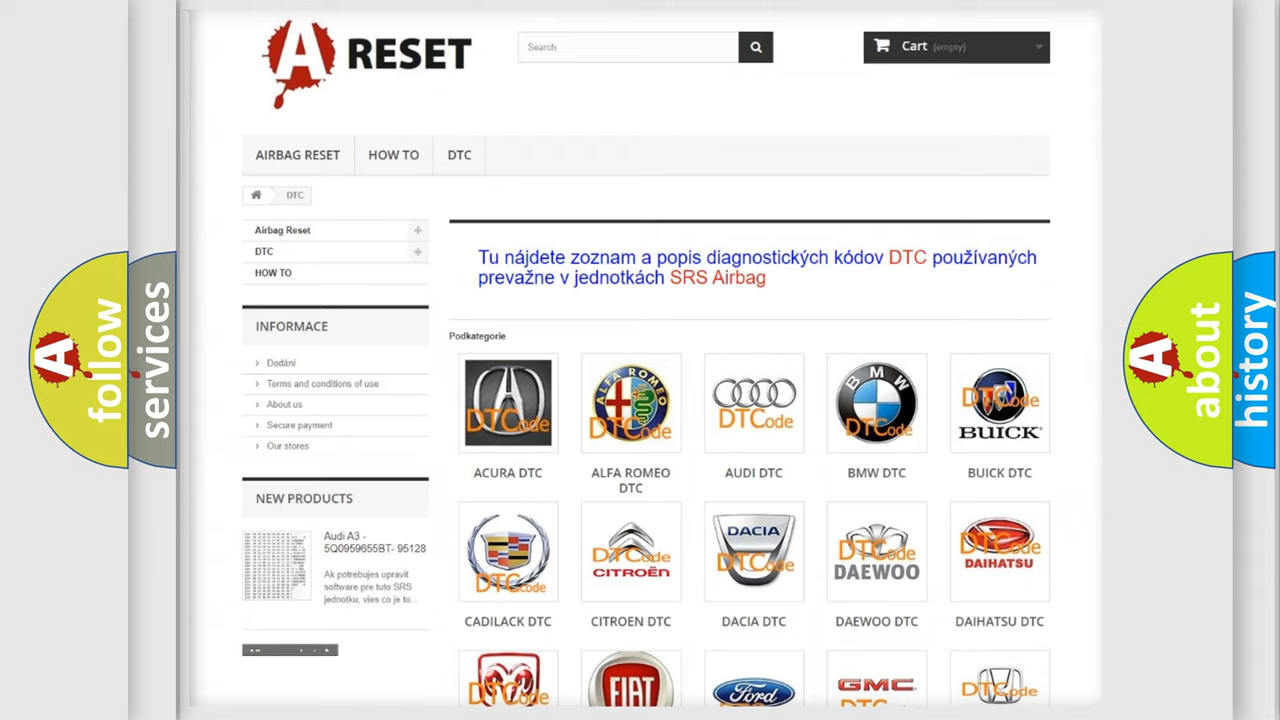 A RESET
Search
Cart (empty)
AIRBAG RESET
HOW TO
DTC
DTC
Airbag Reset
DTC
HOW TO
Tu nájdete zoznam a popis diagnostických kódov DTC používaných
prevažne v jednotkách SRS Airbag
INFORMACE
Dodání
Terms and conditions of use
About us
Secure payment
Our stores
Podkategorie
DTCode
ALFA ROMEO
DTCode
DTCode
BMW
DTCode
DTCode
BUICK
ACURA DTC
ALFA ROMEO
DTC
AUDI DTC
BMW DTC
BUICK DTC
NEW PRODUCTS
Audi A3 -
5Q0959655BT- 95128
Ak potrebujes upravit
software pre tuto SRS
jednotku, vies co je to...
DTCode
DTCode
CITROËN
DACIA
DTCode
DTCode
DAEWOO
DTCode
DAIHATSU
CADILACK DTC
CITROEN DTC
DACIA DTC
DAEWOO DTC
DAIHATSU DTC
DTCode
FIAT
Ford
GMC
DTCode
A follow
services
A about
history